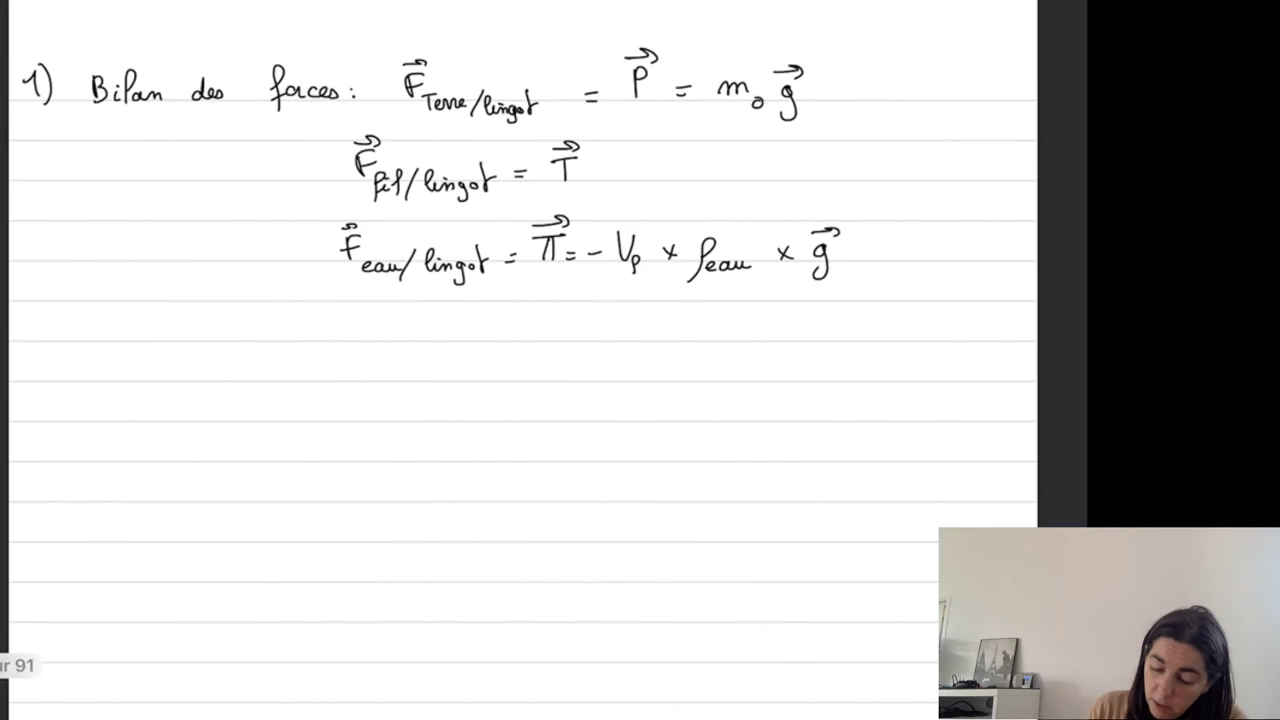 1) Bilan des forces : F⃗ Terre/lingot = P⃗ = m₀ g⃗
F⃗ fil/lingot = T⃗
F⃗ eau/lingot = π⃗ = - Vₚ × ρeau × g⃗
ur 91